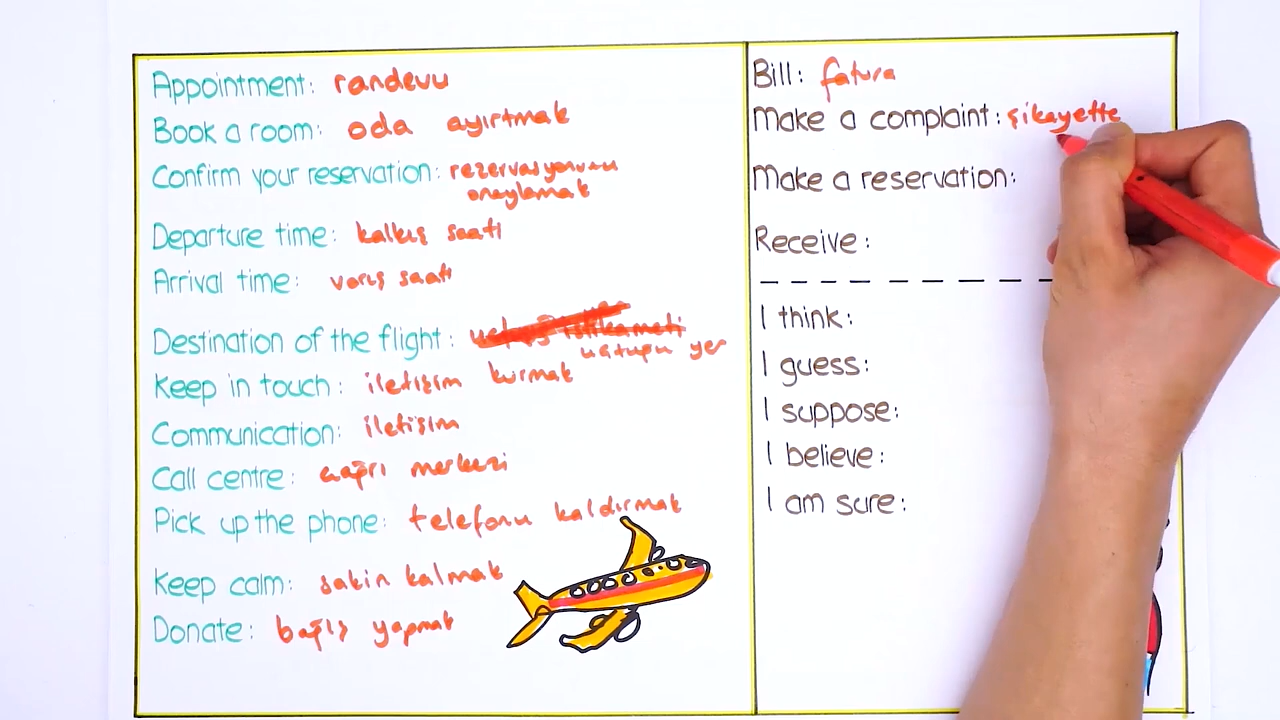 Appointment: randevu
Book a room: oda ayırtmak
Confirm your reservation: rezervasyonunu
onaylamak
Departure time: kalkış saati
Arrival time: varış saati
Destination of the flight:
uçtuğu yer
Keep in touch: iletişim kurmak
Communication: iletişim
Call centre: çağrı merkezi
Pick up the phone: telefonu kaldırmak
Keep calm: sakin kalmak
Donate: bağış yapmak
Bill: fatura
Make a complaint: şikayette
Make a reservation:
Receive:
I think:
I guess:
I suppose:
I believe:
I am sure: